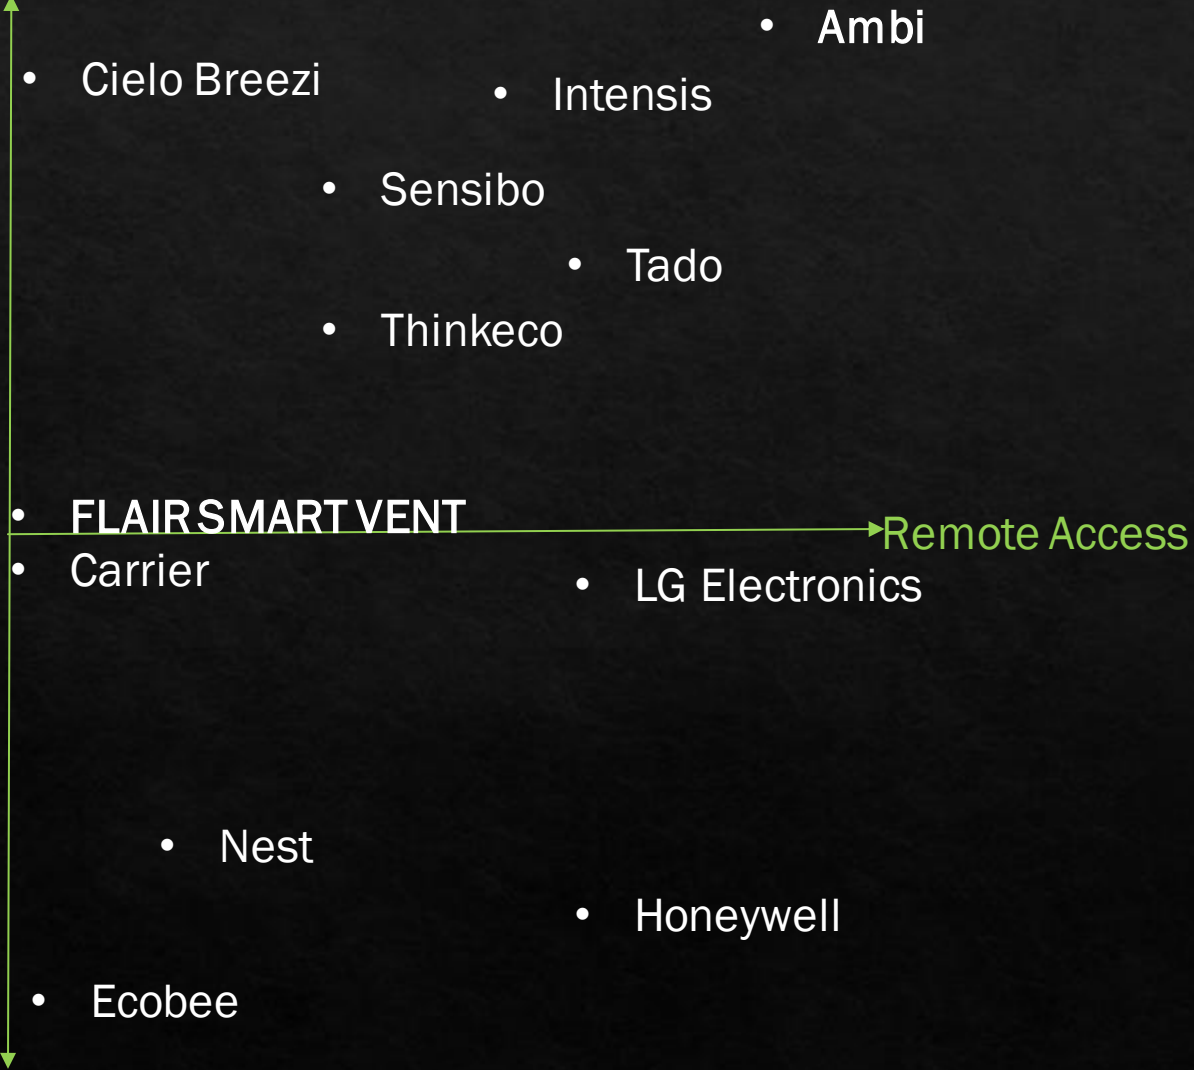 Ambi
Cielo Breezi
Intensis
Sensibo
Tado
Thinkeco
FLAIR SMART VENT
Remote Access
Carrier
LG Electronics
Nest
Honeywell
Ecobee